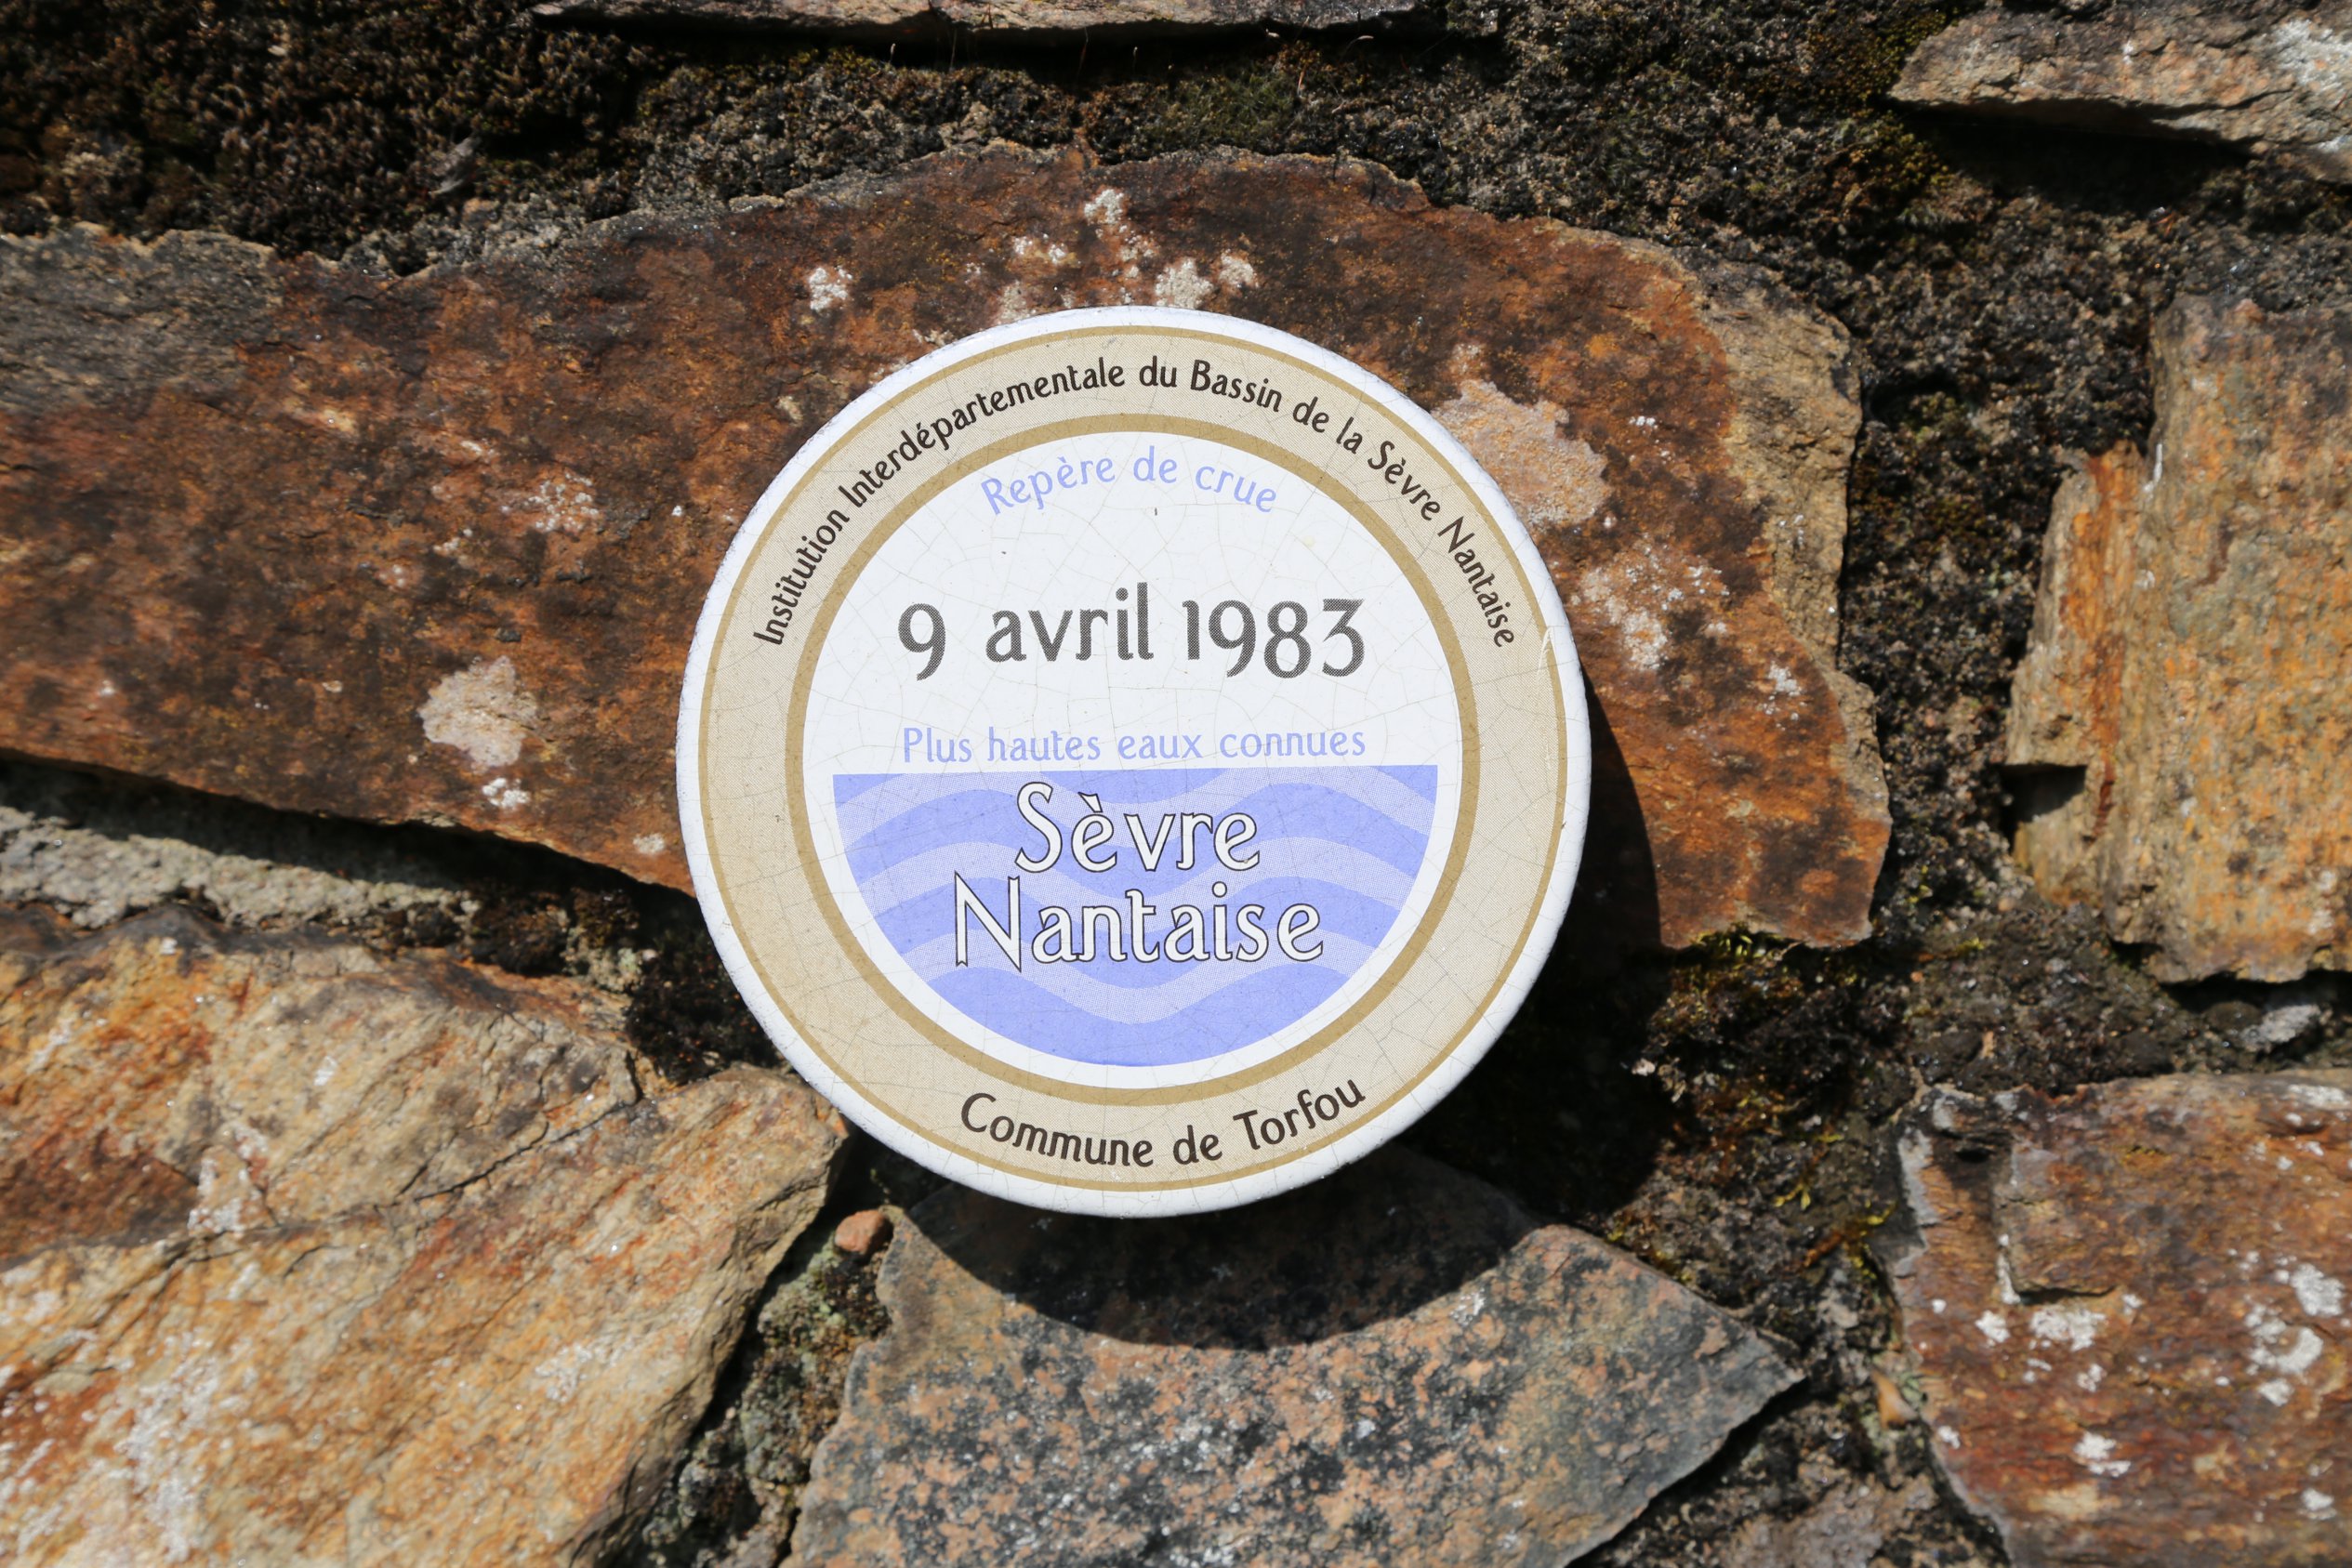 Institution Interdépartementale du Bassin de la Sèvre Nantaise
Repère de crue
9 avril 1983
Plus hautes eaux connues
Sèvre
Nantaise
Commune de Torfou